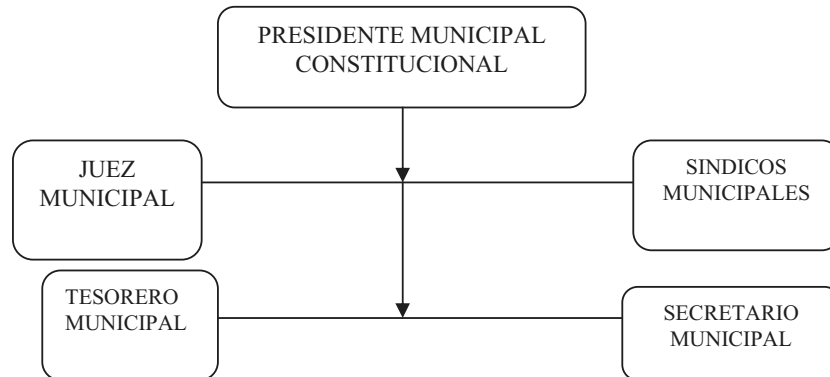 PRESIDENTE MUNICIPAL
CONSTITUCIONAL
JUEZ
MUNICIPAL
SINDICOS
MUNICIPALES
TESORERO
MUNICIPAL
SECRETARIO
MUNICIPAL